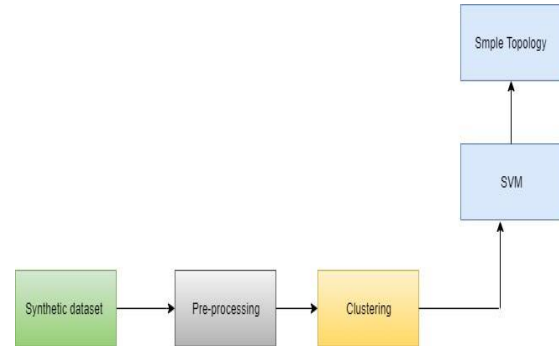 Smple Topology
SVM
Synthetic dataset
Pre-processing
Clustering